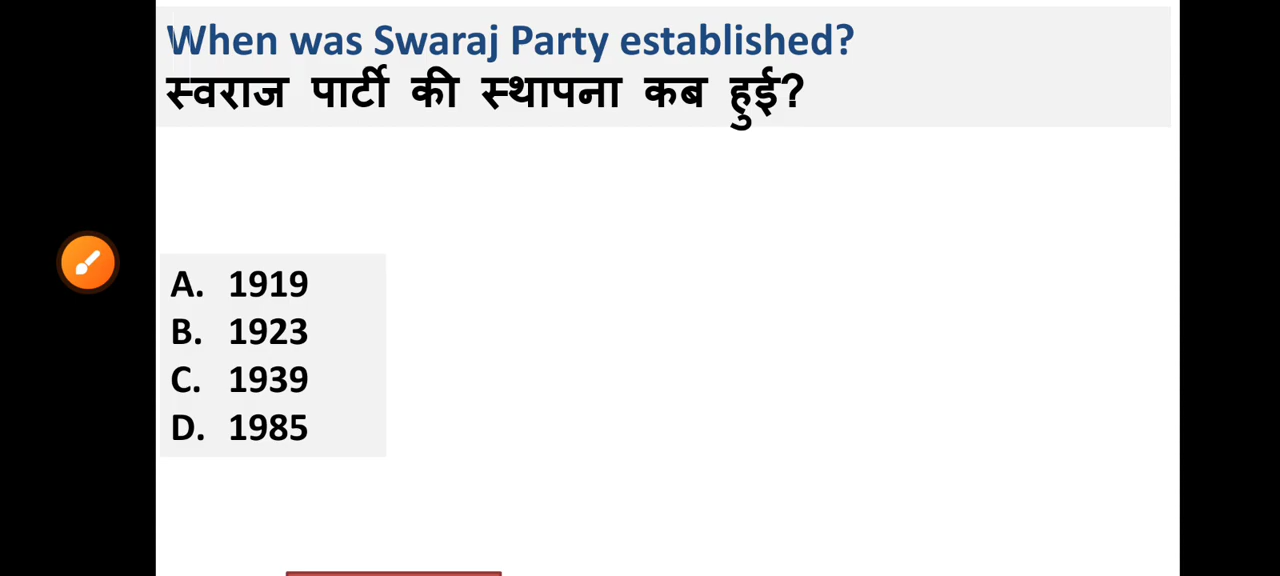 When was Swaraj Party established?
स्वराज पार्टी की स्थापना कब हुई?
A. 1919
B. 1923
C. 1939
D. 1985